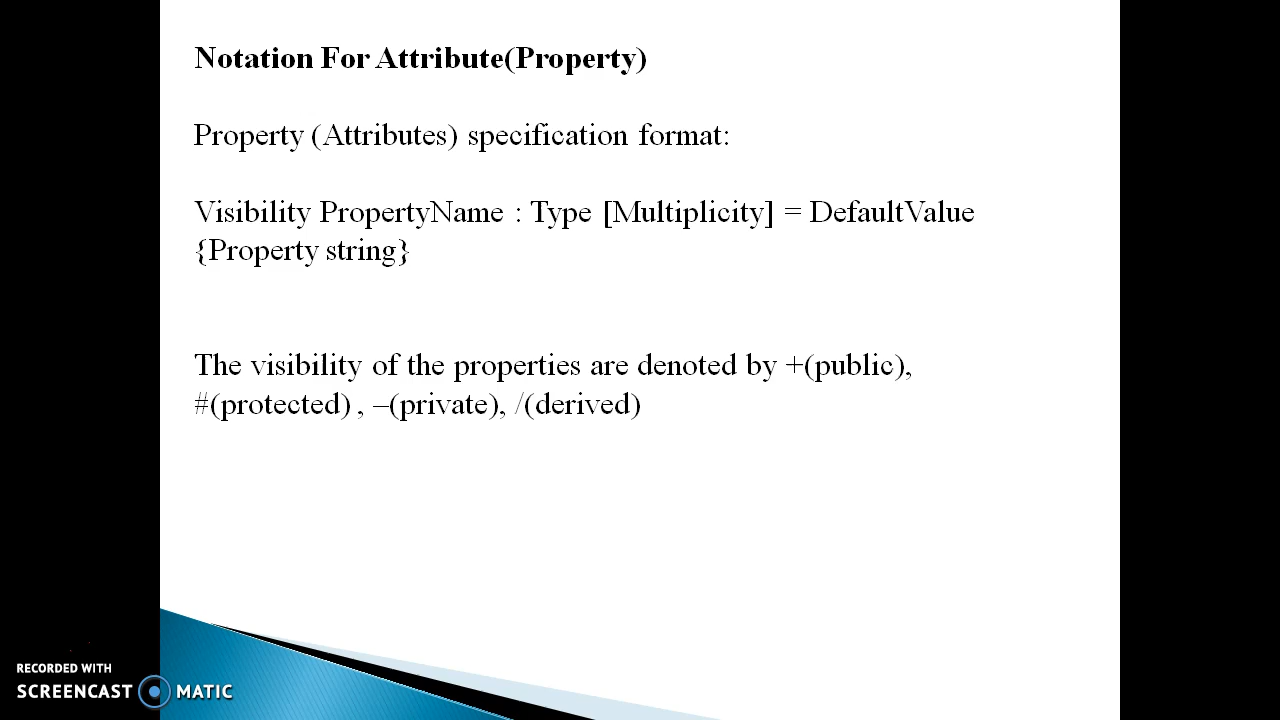 Notation For Attribute(Property)
Property (Attributes) specification format:
Visibility PropertyName : Type [Multiplicity] = DefaultValue
{Property string}
The visibility of the properties are denoted by +(public),
#(protected) , –(private), /(derived)
RECORDED WITH
SCREENCAST MATIC